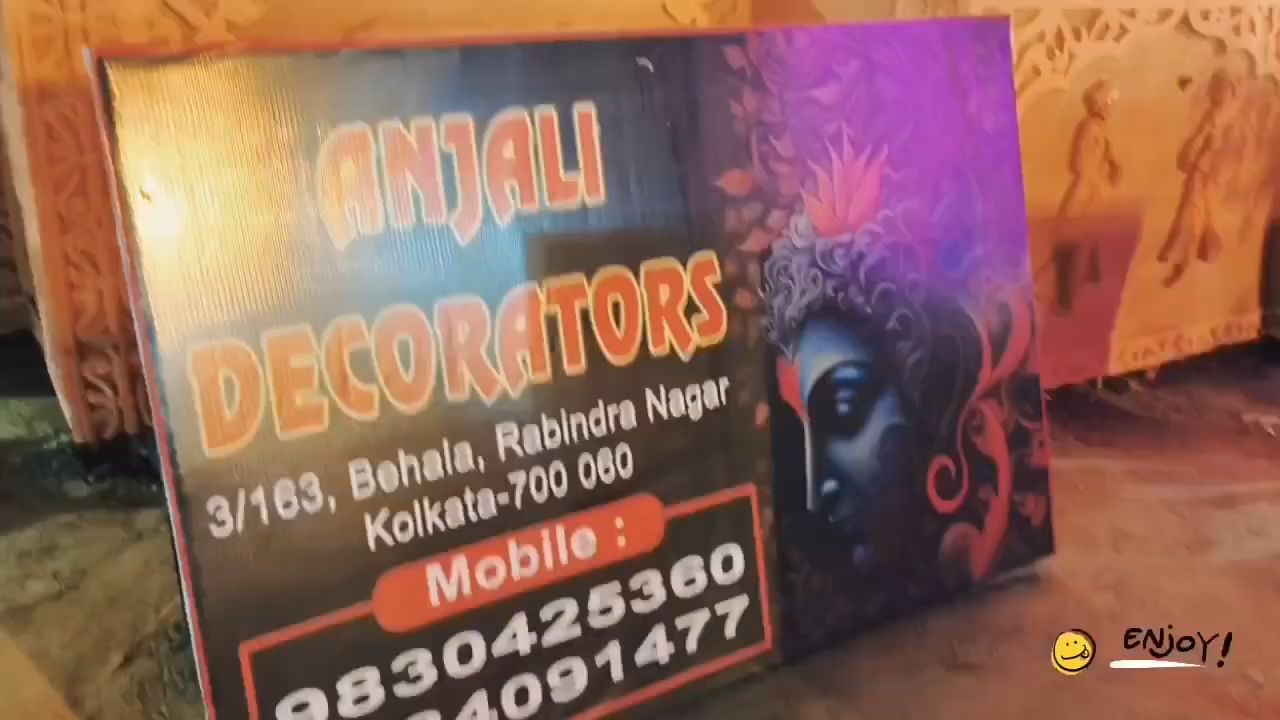 ANJALI
DECORATORS
3/163, Behala, Rabindra Nagar
Kolkata-700 060
Mobile :
9830425360
ENJOY!